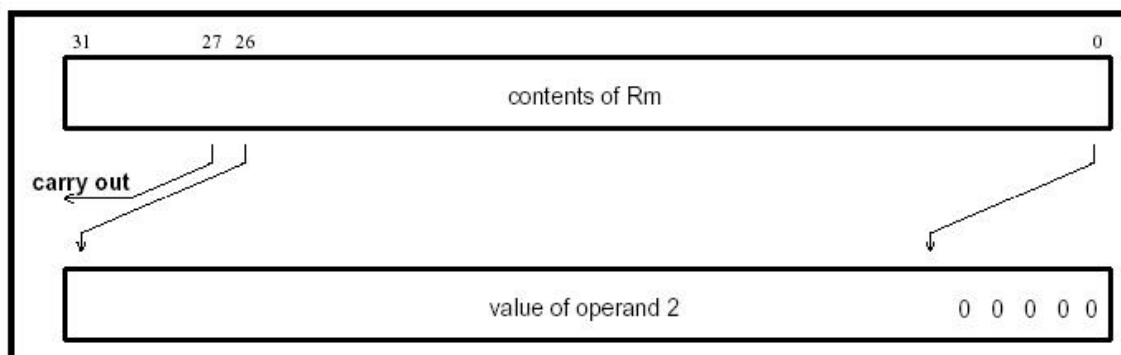 31 27 26 0
contents of Rm
carry out
value of operand 2 0 0 0 0 0